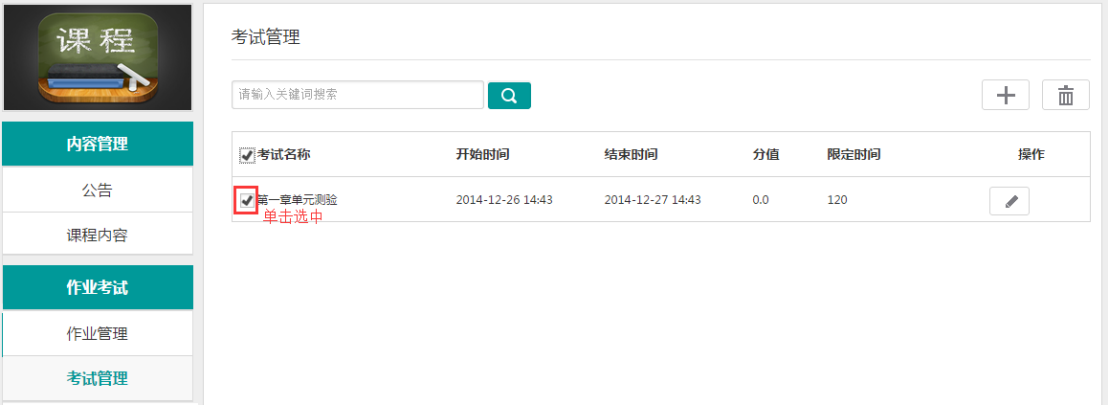 课程
内容管理
公告
课程内容
作业考试
作业管理
考试管理
考试管理
请输入关键词搜索
考试名称 开始时间 结束时间 分值 限定时间 操作
第一章单元测验 2014-12-26 14:43 2014-12-27 14:43 0.0 120
单击选中